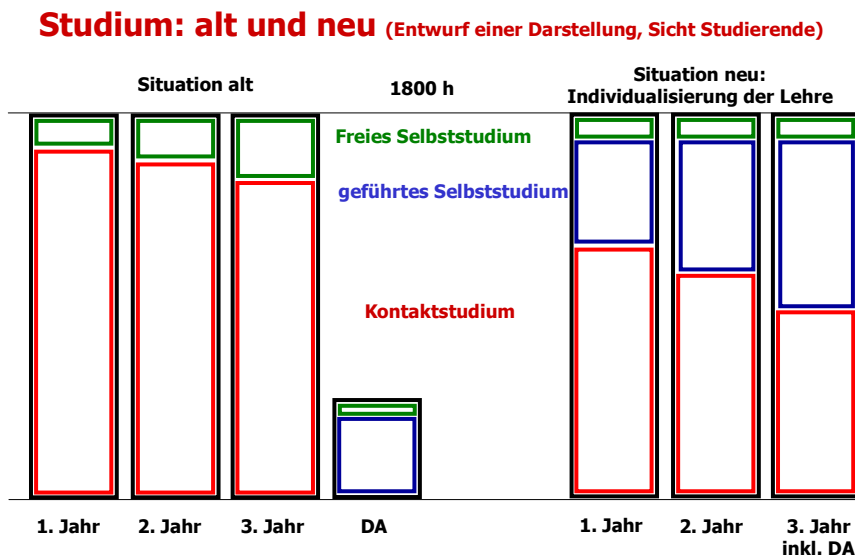 Studium: alt und neu (Entwurf einer Darstellung, Sicht Studierende)
Situation alt
1800 h
Situation neu:
Individualisierung der Lehre
Freies Selbststudium
geführtes Selbststudium
Kontaktstudium
1. Jahr
2. Jahr
3. Jahr
DA
1. Jahr
2. Jahr
3. Jahr
inkl. DA